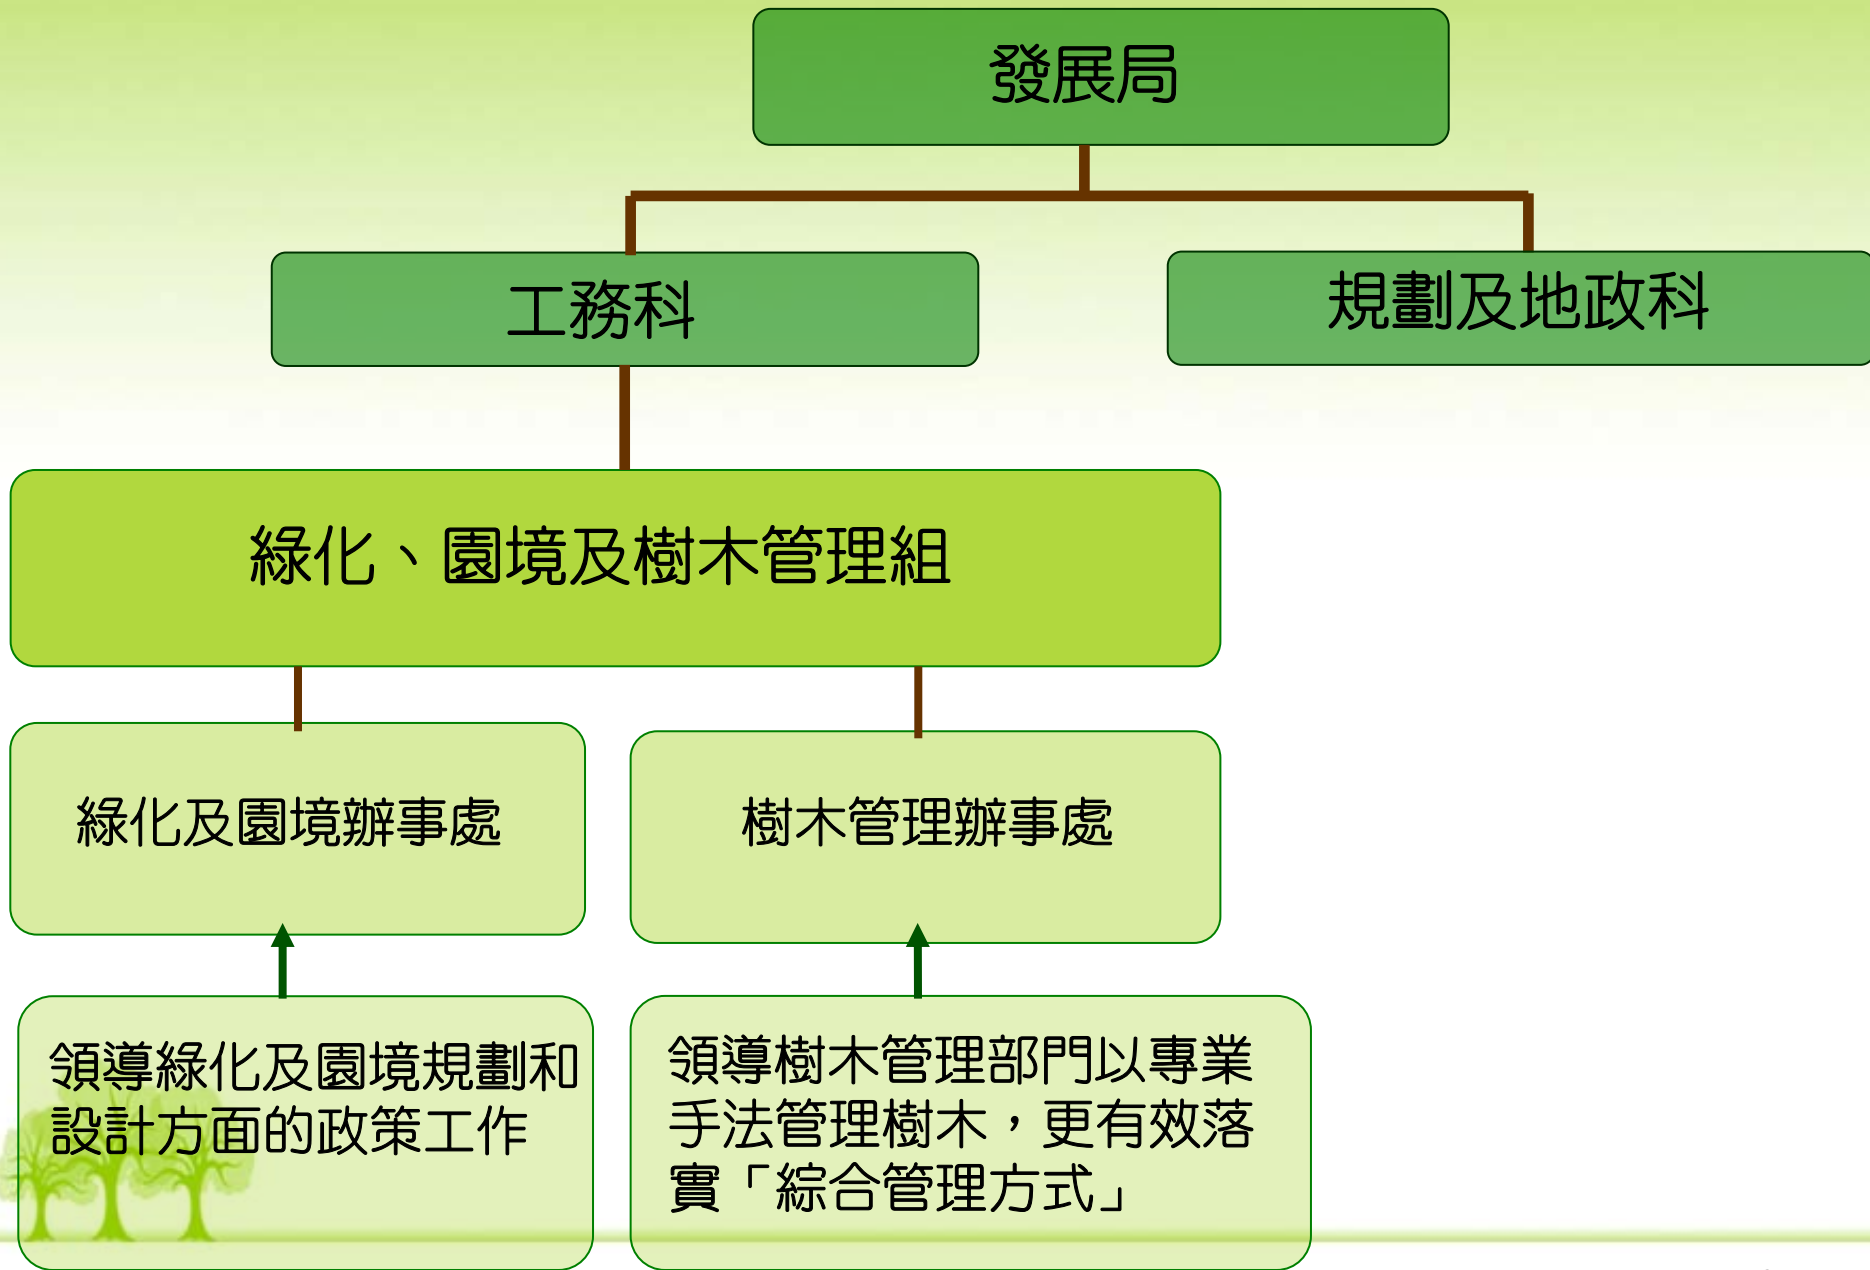 發展局
工務科
規劃及地政科
綠化、園境及樹木管理組
綠化及園境辦事處
樹木管理辦事處
領導綠化及園境規劃和
設計方面的政策工作
領導樹木管理部門以專業
手法管理樹木，更有效落
實「綜合管理方式」